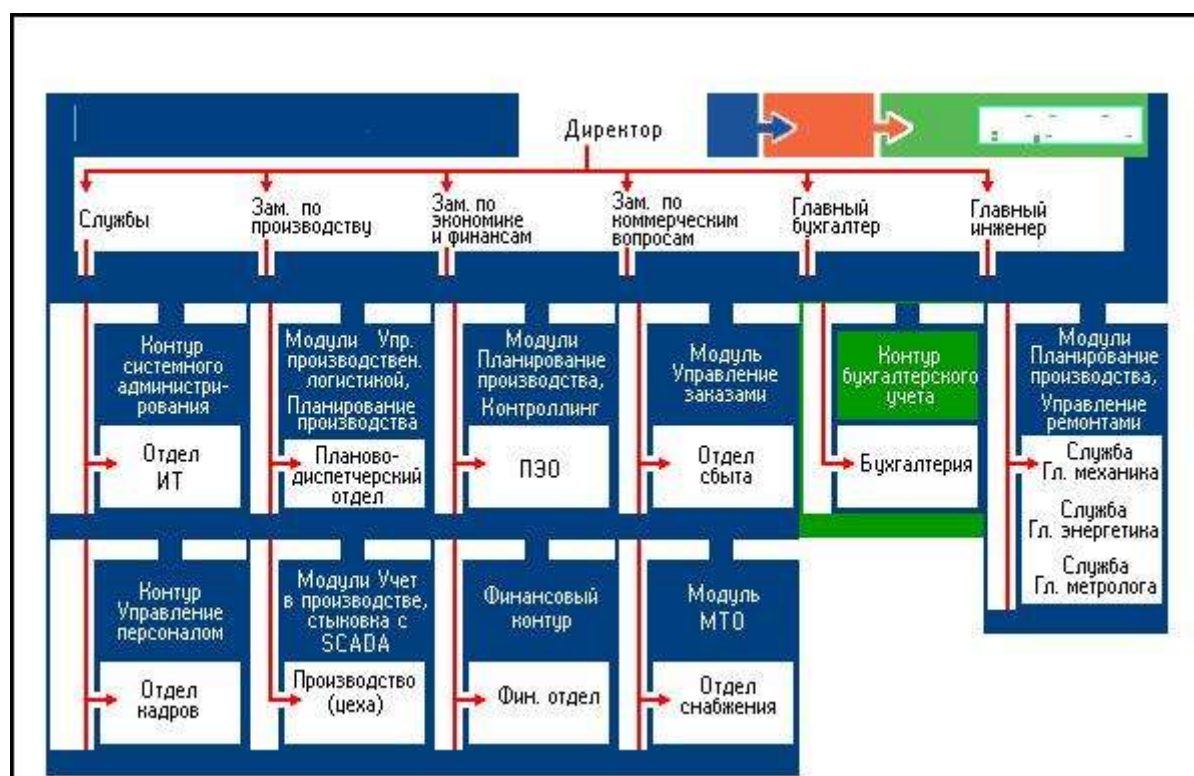 Директор
Службы
Зам. по
производству
Зам. по
экономике
и финансам
Зам. по
коммерческим
вопросам
Главный
бухгалтер
Главный
инженер
Контур
системного
администри-
рования
Отдел
ИТ
Модули Упр.
производствен.
логистикой,
Планирование
производства
Планово-
диспетчерский
отдел
Модули
Планирование
производства,
Контроллинг
ПЭО
Модуль
Управление
заказами
Отдел
сбыта
Контур
бухгалтерского
учета
Бухгалтерия
Модули
Планирование
производства,
Управление
ремонтами
Служба
Гл. механика
Служба
Гл. энергетика
Служба
Гл. метролога
Контур
Управление
персоналом
Отдел
кадров
Модули Учет
в производстве,
стыковка с
SCADA
Производство
(цеха)
Финансовый
контур
Фин. отдел
Модуль
МТО
Отдел
снабжения